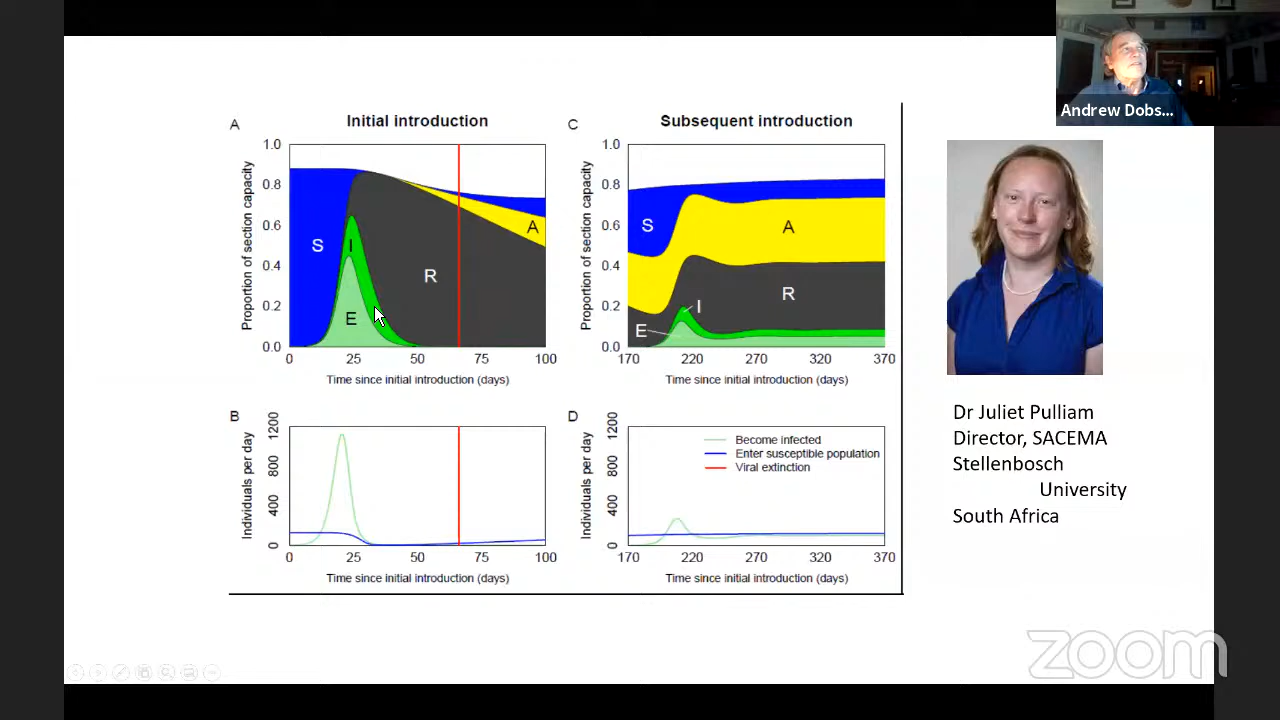 Andrew Dobs...
A
Initial introduction
C
Subsequent introduction
Proportion of section capacity
1.0
0.8
0.6
0.4
0.2
0.0
S
I
E
R
A
0
25
50
75
100
Time since initial introduction (days)
Proportion of section capacity
1.0
0.8
0.6
0.4
0.2
0.0
S
A
R
I
E
170
220
270
320
370
Time since initial introduction (days)
B
Individuals per day
1200
800
400
0
0
25
50
75
100
Time since initial introduction (days)
D
Individuals per day
1200
800
400
0
Become infected
Enter susceptible population
Viral extinction
170
220
270
320
370
Time since initial introduction (days)
Dr Juliet Pulliam
Director, SACEMA
Stellenbosch
University
South Africa
zoom